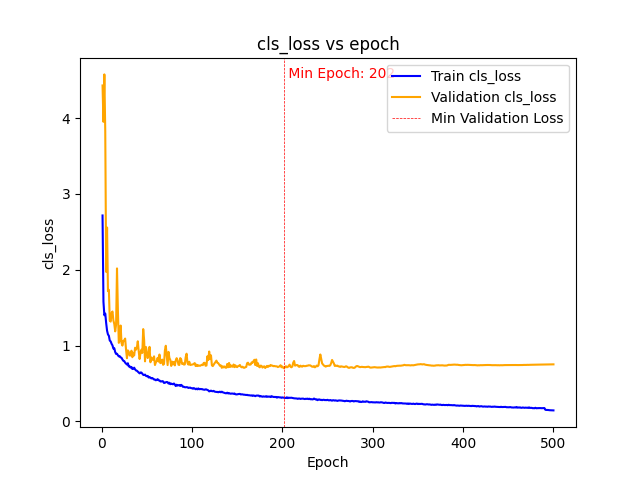 cls_loss vs epoch
Min Epoch: 20
Train cls_loss
Validation cls_loss
Min Validation Loss
4
3
2
1
0
cls_loss
0
100
200
300
400
500
Epoch